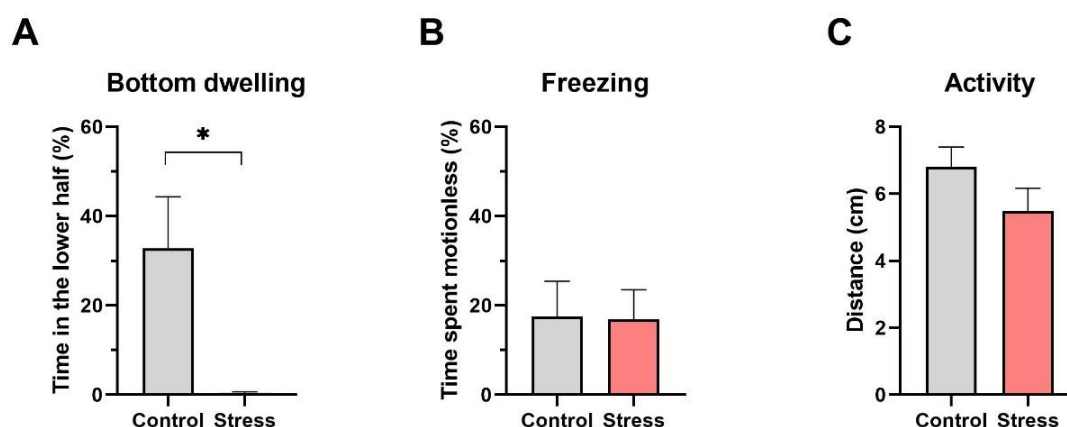 A
B
C
Bottom dwelling
Freezing
Activity
Time in the lower half (%)
60
40
20
0
*
Control Stress
Time spent motionless (%)
60
40
20
0
Control Stress
Distance (cm)
8
6
4
2
0
Control Stress